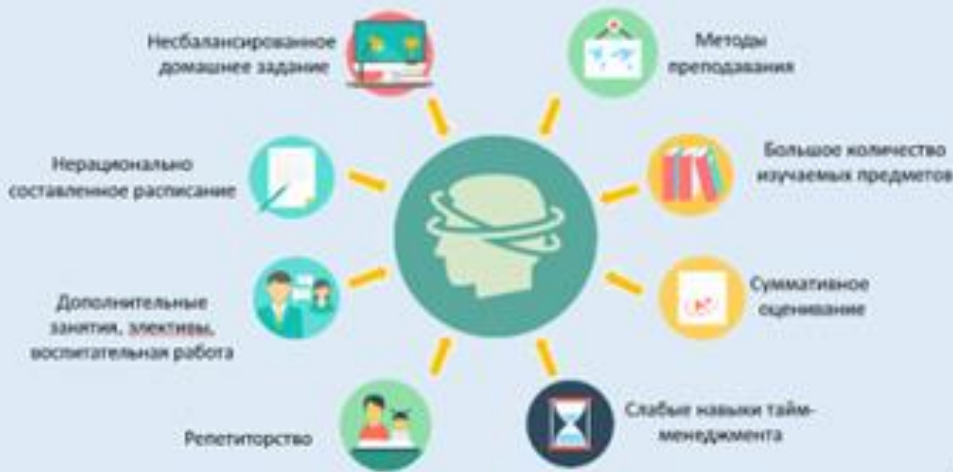 Несбалансированное
домашнее задание
Методы
преподавания
Нерационально
составленное расписание
Большое количество
изучаемых предметов
Дополнительные
занятия, элективы,
воспитательная работа
Суммативное
оценивание
Репетиторство
Слабые навыки тайм-
менеджмента